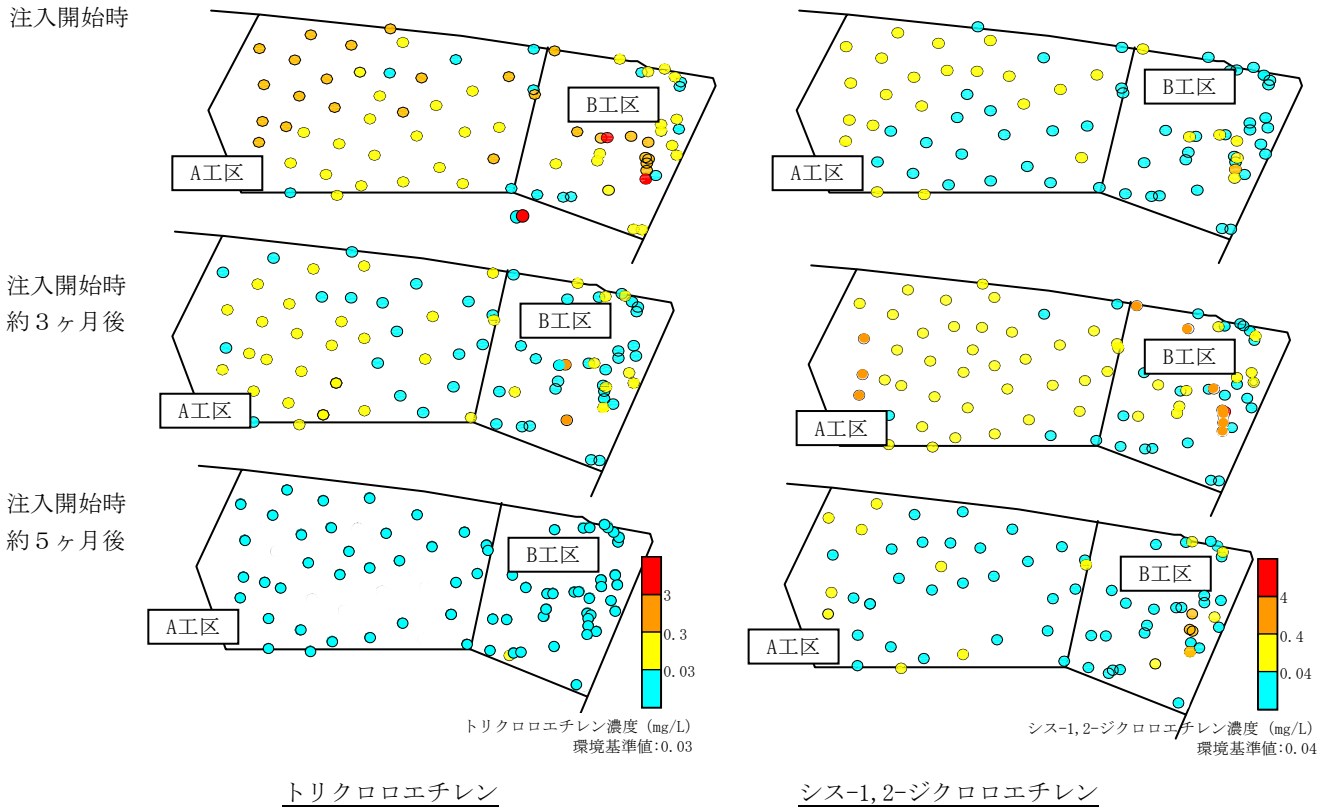 注入開始時
B工区
A工区
B工区
A工区
注入開始時
約３ヶ月後
B工区
A工区
B工区
A工区
注入開始時
約５ヶ月後
B工区
A工区
3
0.3
0.03
B工区
A工区
4
0.4
0.04
トリクロロエチレン濃度 (mg/L)
環境基準値:0.03
シス-1,2-ジクロロエチレン濃度 (mg/L)
環境基準値:0.04
トリクロロエチレン
シス-1,2-ジクロロエチレン